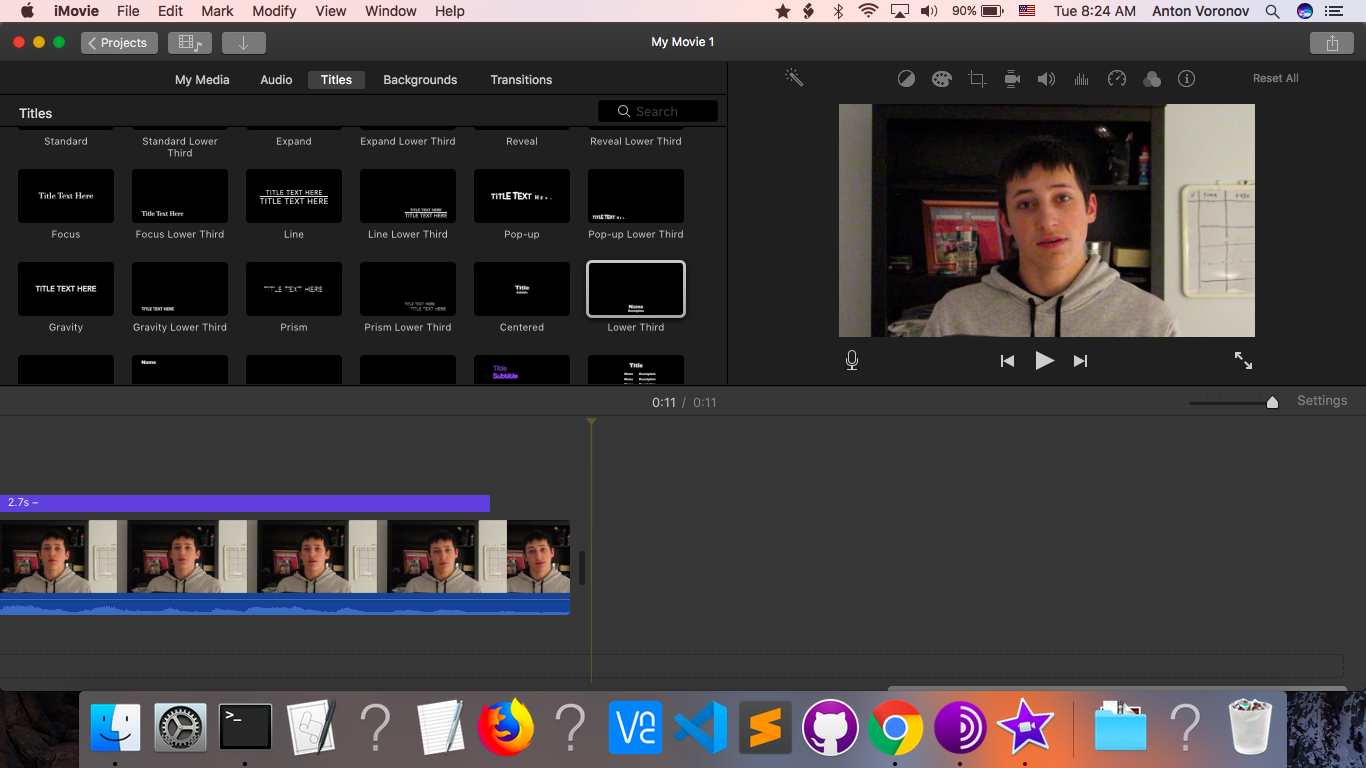 iMovie File Edit Mark Modify View Window Help 90% Tue 8:24 AM Anton Voronov
Projects My Movie 1
My Media Audio Titles Backgrounds Transitions Reset All
Titles Search
Standard Standard Lower Third Expand Expand Lower Third Reveal Reveal Lower Third
Title Text Here Title Text Here TITLE TEXT HERE TITLE TEXT HERE TITLE TEXT HERE TITLE TEXT HERE TITLE TEXT Her. TITLE TEXT
Focus Focus Lower Third Line Line Lower Third Pop-up Pop-up Lower Third
TITLE TEXT HERE TITLE TEXT HERE TITLE TEXT HERE TITLE TEXT HERE TITLE TEXT HERE Title Subtitle Name Description
Gravity Gravity Lower Third Prism Prism Lower Third Centered Lower Third
Name Title Subtitle Title
Name Description
Name Description
0:11 / 0:11 Settings
2.7s –
>_ VNC